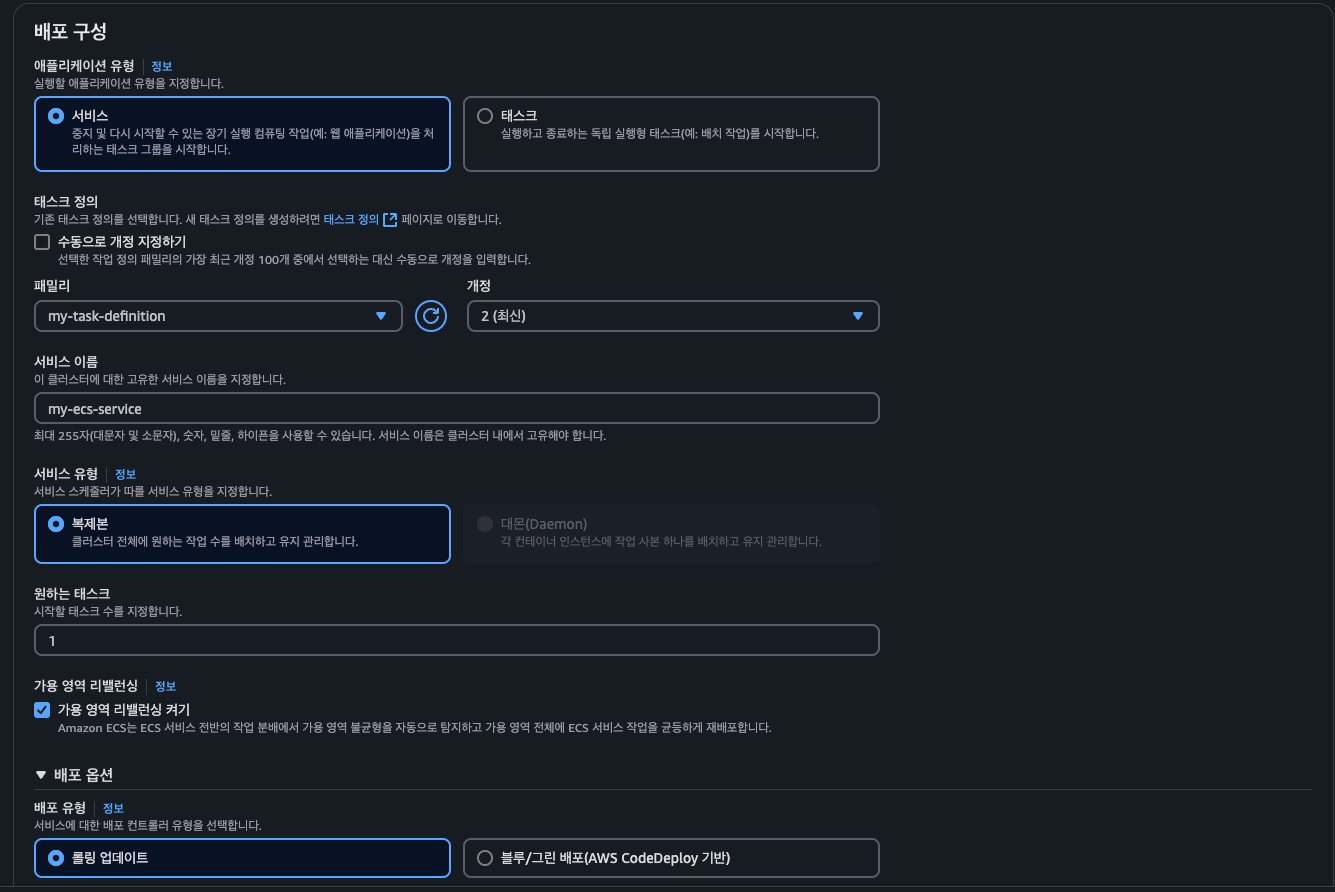 배포 구성
애플리케이션 유형 정보
실행할 애플리케이션 유형을 지정합니다.
서비스
중지 및 다시 시작할 수 있는 장기 실행 컴퓨팅 작업(예: 웹 애플리케이션)을 처
리하는 태스크 그룹을 시작합니다.
태스크
실행하고 종료하는 독립 실행형 태스크(예: 배치 작업)를 시작합니다.
태스크 정의
기존 태스크 정의를 선택합니다. 새 태스크 정의를 생성하려면 태스크 정의 페이지로 이동합니다.
수동으로 개정 지정하기
선택한 작업 정의 패밀리의 가장 최근 개정 100개 중에서 선택하는 대신 수동으로 개정을 입력합니다.
패밀리
my-task-definition
개정
2 (최신)
서비스 이름
이 클러스터에 대한 고유한 서비스 이름을 지정합니다.
my-ecs-service
최대 255자(대문자 및 소문자), 숫자, 밑줄, 하이픈을 사용할 수 있습니다. 서비스 이름은 클러스터 내에서 고유해야 합니다.
서비스 유형 정보
서비스 스케줄러가 따를 서비스 유형을 지정합니다.
복제본
클러스터 전체에 원하는 작업 수를 배치하고 유지 관리합니다.
대몬(Daemon)
각 컨테이너 인스턴스에 작업 사본 하나를 배치하고 유지 관리합니다.
원하는 태스크
시작할 태스크 수를 지정합니다.
1
가용 영역 리밸런싱 정보
가용 영역 리밸런싱 켜기
Amazon ECS는 ECS 서비스 전반의 작업 분배에서 가용 영역 불균형을 자동으로 탐지하고 가용 영역 전체에 ECS 서비스 작업을 균등하게 재배포합니다.
배포 옵션
배포 유형 정보
서비스에 대한 배포 컨트롤러 유형을 선택합니다.
롤링 업데이트
블루/그린 배포(AWS CodeDeploy 기반)